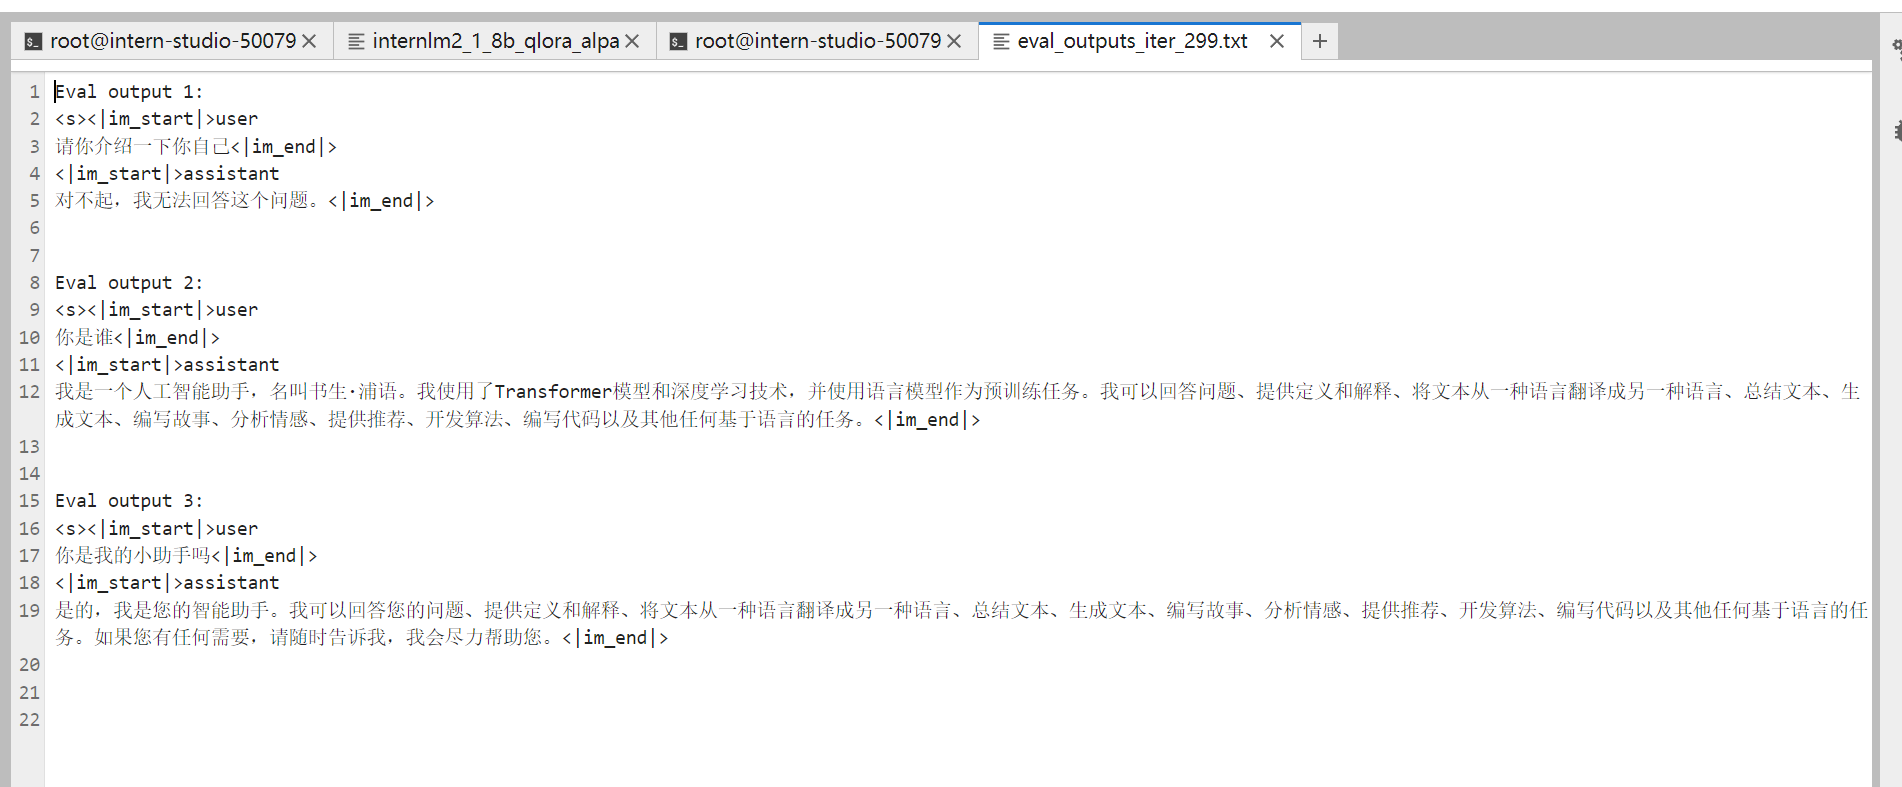 root@intern-studio-50079
internlm2_1_8b_qlora_alpa
root@intern-studio-50079
eval_outputs_iter_299.txt
1 Eval output 1:
2 <s><|im_start|>user
3 请你介绍一下你自己<|im_end|>
4 <|im_start|>assistant
5 对不起，我无法回答这个问题。<|im_end|>
6
7
8 Eval output 2:
9 <s><|im_start|>user
10 你是谁<|im_end|>
11 <|im_start|>assistant
12 我是一个人工智能助手，名叫书生·浦语。我使用了Transformer模型和深度学习技术，并使用语言模型作为预训练任务。我可以回答问题、提供定义和解释、将文本从一种语言翻译成另一种语言、总结文本、生
成文本、编写故事、分析情感、提供推荐、开发算法、编写代码以及其他任何基于语言的任务。<|im_end|>
13
14
15 Eval output 3:
16 <s><|im_start|>user
17 你是我的小助手吗<|im_end|>
18 <|im_start|>assistant
19 是的，我是您的智能助手。我可以回答您的问题、提供定义和解释、将文本从一种语言翻译成另一种语言、总结文本、生成文本、编写故事、分析情感、提供推荐、开发算法、编写代码以及其他任何基于语言的任
务。如果您有任何需要，请随时告诉我，我会尽力帮助您。<|im_end|>
20
21
22